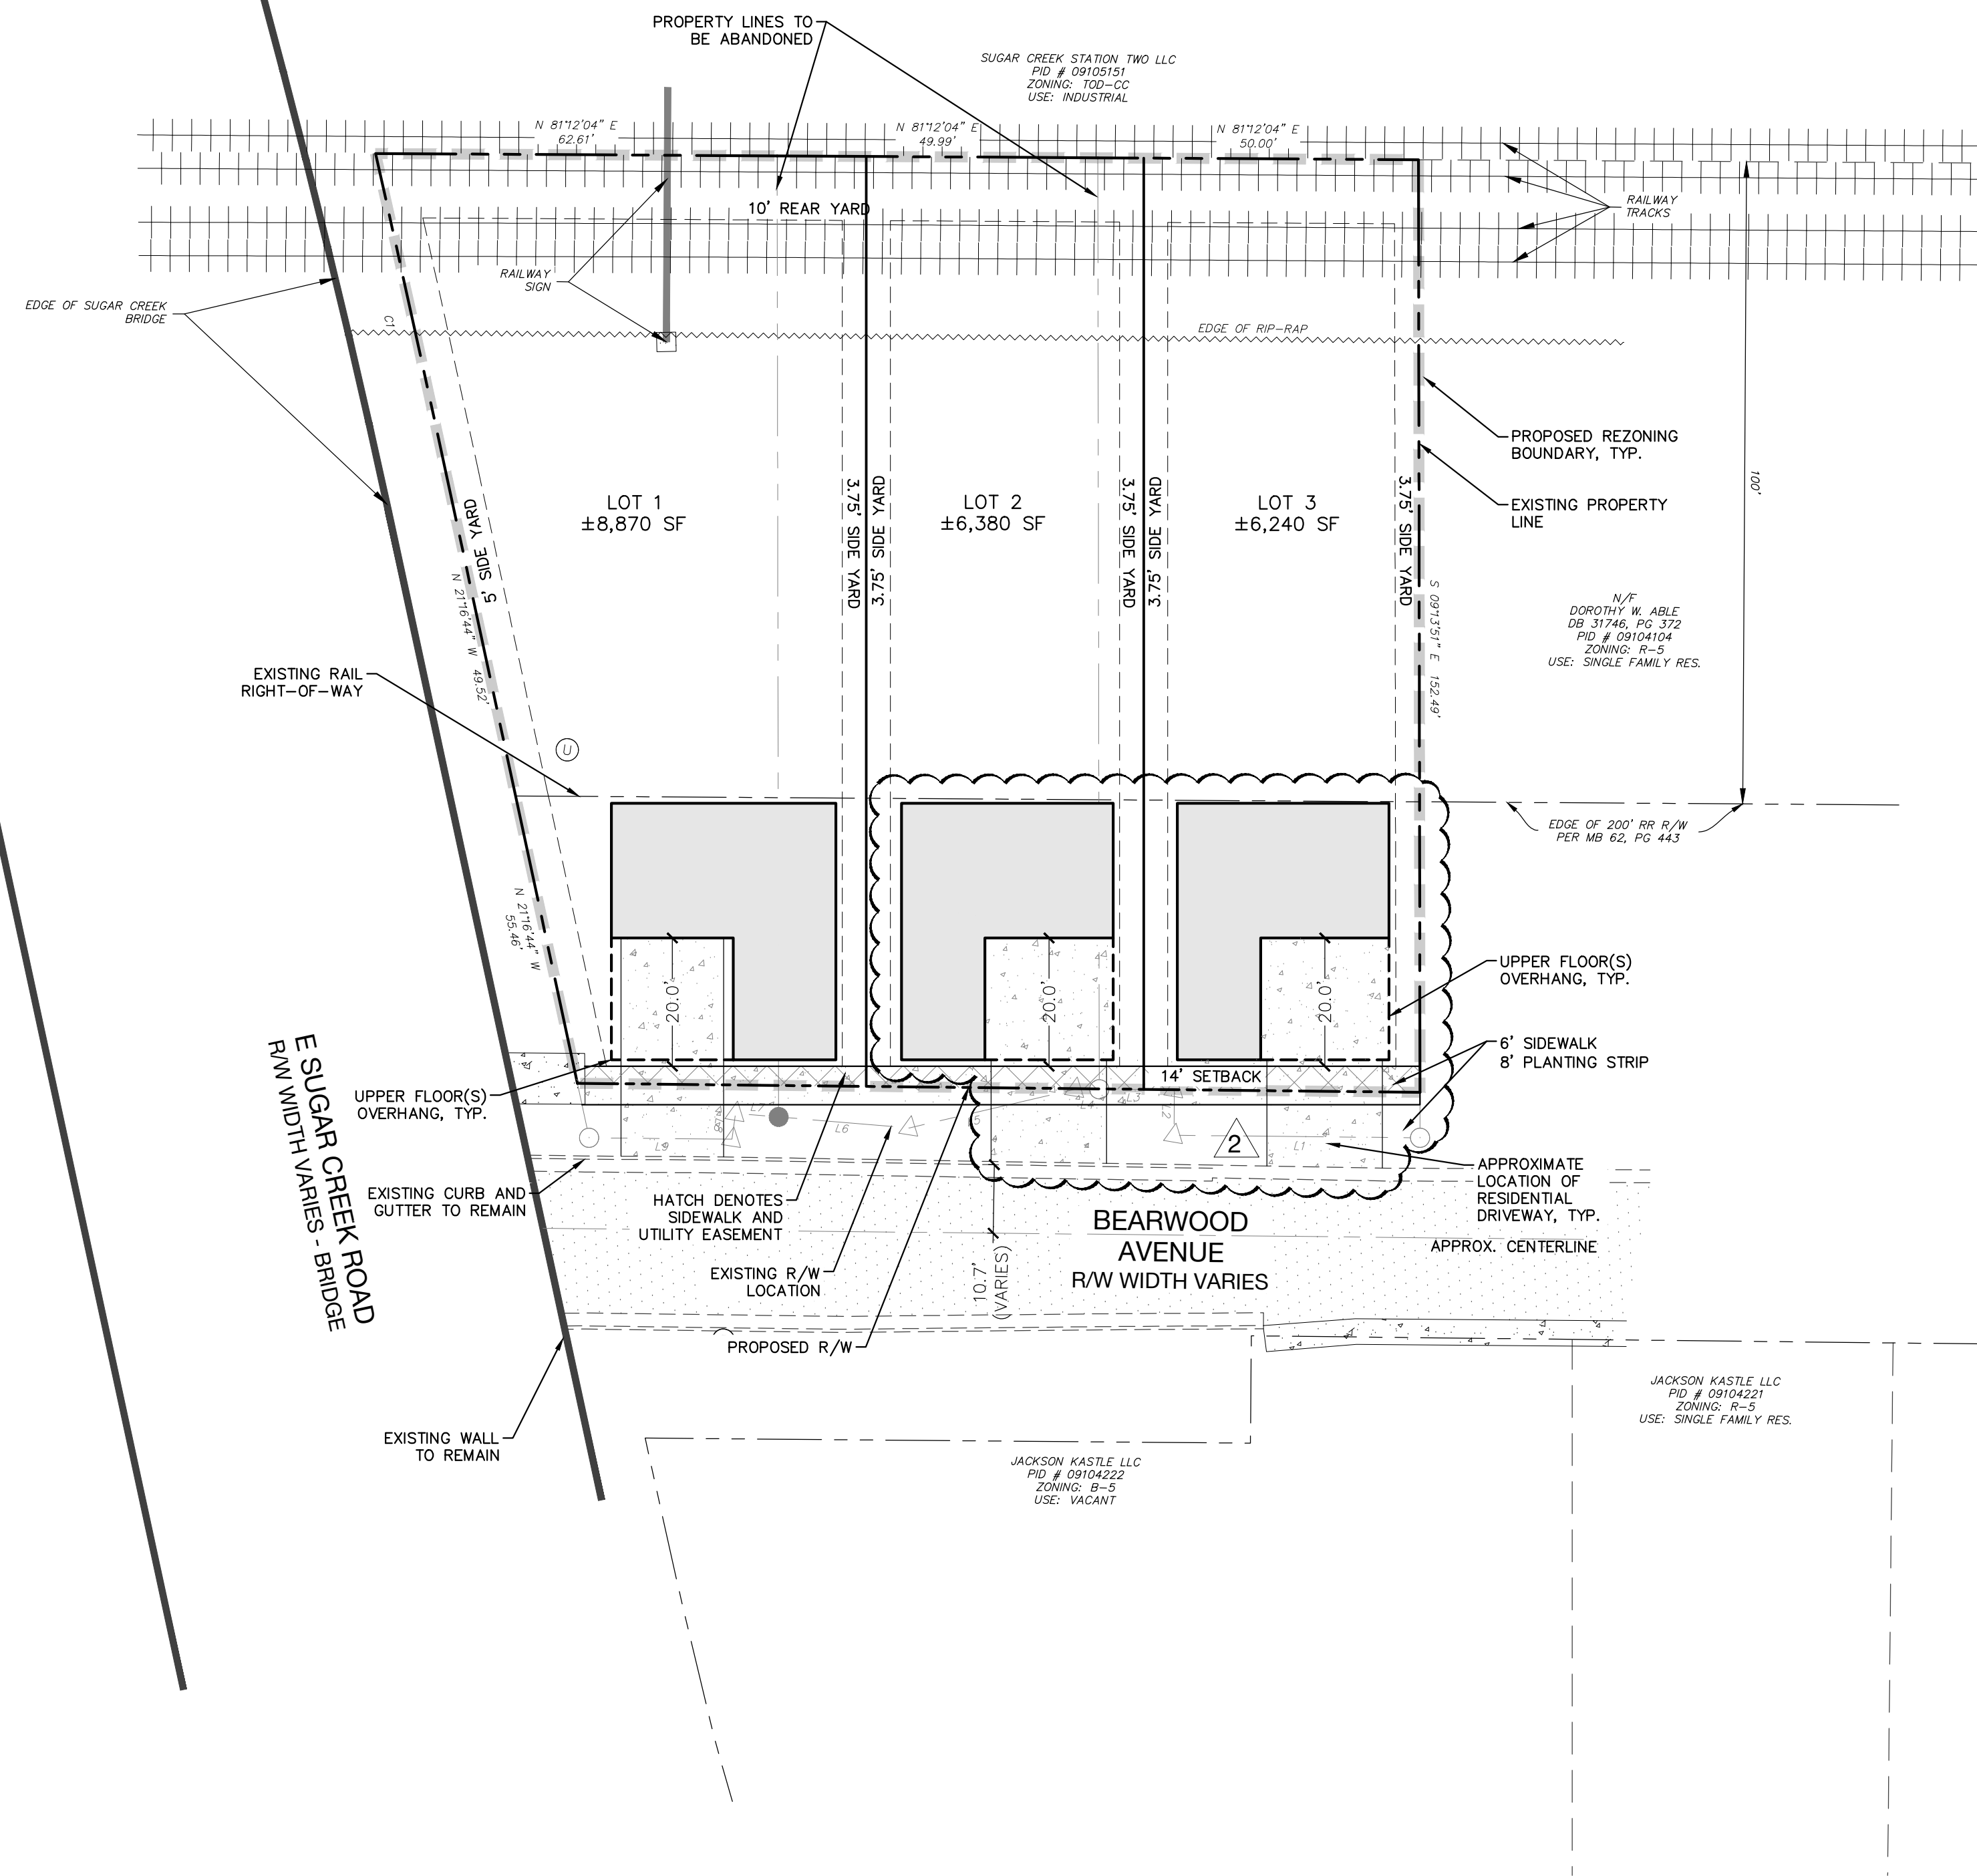 PROPERTY LINES TO
BE ABANDONED
SUGAR CREEK STATION TWO LLC
PID # 09105151
ZONING: TOD-CC
USE: INDUSTRIAL
N 81°12'04" E
62.61'
N 81°12'04" E
49.99'
N 81°12'04" E
50.00'
RAILWAY
TRACKS
10' REAR YARD
RAILWAY
SIGN
EDGE OF SUGAR CREEK
BRIDGE
C1
EDGE OF RIP-RAP
PROPOSED REZONING
BOUNDARY, TYP.
EXISTING PROPERTY
LINE
100'
LOT 1
±8,870 SF
LOT 2
±6,380 SF
LOT 3
±6,240 SF
5' SIDE YARD
3.75' SIDE YARD
3.75' SIDE YARD
3.75' SIDE YARD
3.75' SIDE YARD
3.75' SIDE YARD
N 21°16'44" W 49.52'
S 09°13'51" E 152.49'
N/F
DOROTHY W. ABLE
DB 31746, PG 372
PID # 09104104
ZONING: R-5
USE: SINGLE FAMILY RES.
EXISTING RAIL
RIGHT-OF-WAY
U
EDGE OF 200' RR R/W
PER MB 62, PG 443
N 21°16'44" W
55.46'
20.0'
20.0'
20.0'
UPPER FLOOR(S)
OVERHANG, TYP.
6' SIDEWALK
8' PLANTING STRIP
14' SETBACK
UPPER FLOOR(S)
OVERHANG, TYP.
L9
L8
L7
L6
L5
L4
L3
L2
L1
2
E SUGAR CREEK ROAD
R/W WIDTH VARIES - BRIDGE
EXISTING CURB AND
GUTTER TO REMAIN
HATCH DENOTES
SIDEWALK AND
UTILITY EASEMENT
EXISTING R/W
LOCATION
PROPOSED R/W
10.7'
(VARIES)
BEARWOOD
AVENUE
R/W WIDTH VARIES
APPROXIMATE
LOCATION OF
RESIDENTIAL
DRIVEWAY, TYP.
APPROX. CENTERLINE
EXISTING WALL
TO REMAIN
JACKSON KASTLE LLC
PID # 09104222
ZONING: B-5
USE: VACANT
JACKSON KASTLE LLC
PID # 09104221
ZONING: R-5
USE: SINGLE FAMILY RES.